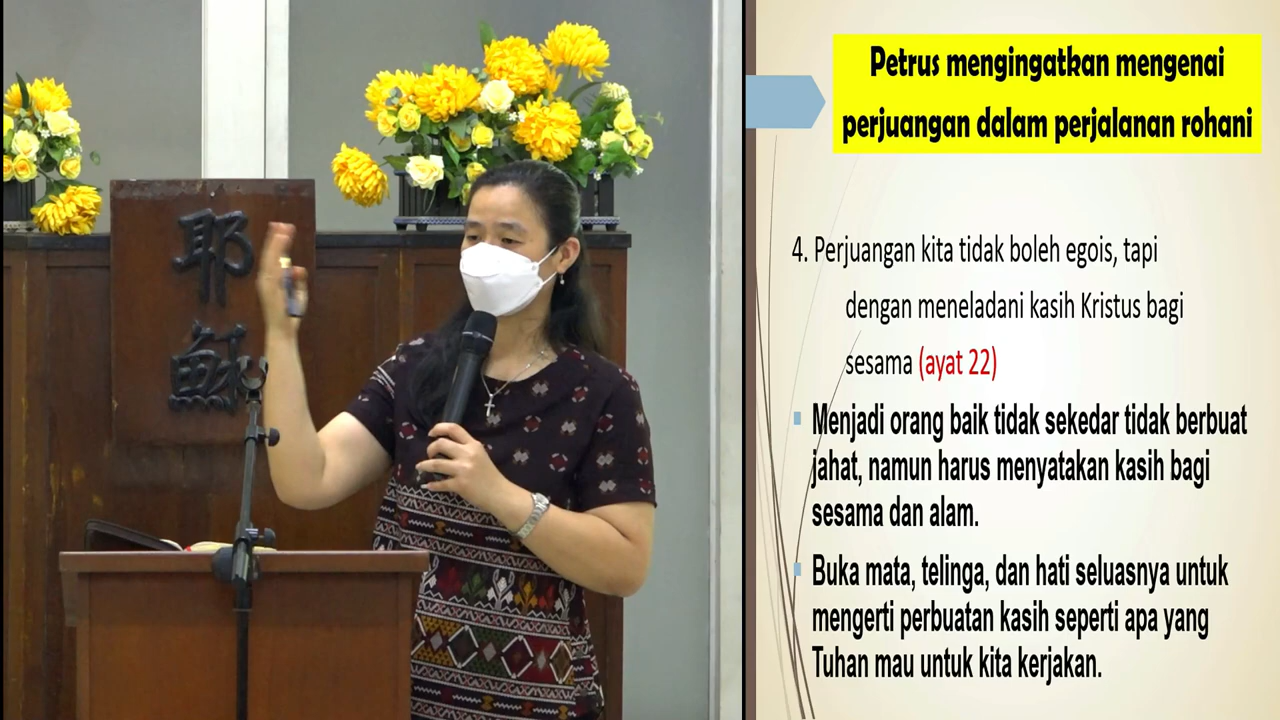 耶
穌
Petrus mengingatkan mengenai
perjuangan dalam perjalanan rohani
4. Perjuangan kita tidak boleh egois, tapi
dengan meneladani kasih Kristus bagi
sesama (ayat 22)
Menjadi orang baik tidak sekedar tidak berbuat
jahat, namun harus menyatakan kasih bagi
sesama dan alam.
Buka mata, telinga, dan hati seluasnya untuk
mengerti perbuatan kasih seperti apa yang
Tuhan mau untuk kita kerjakan.